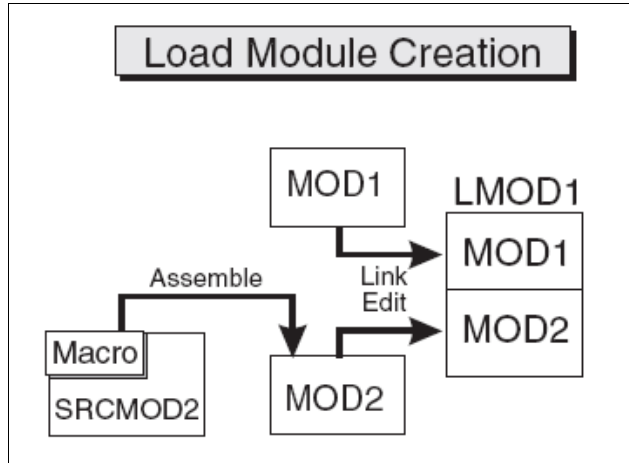 Load Module Creation
MOD1
LMOD1
MOD1
Assemble
Link
Edit
MOD2
Macro
SRCMOD2
MOD2